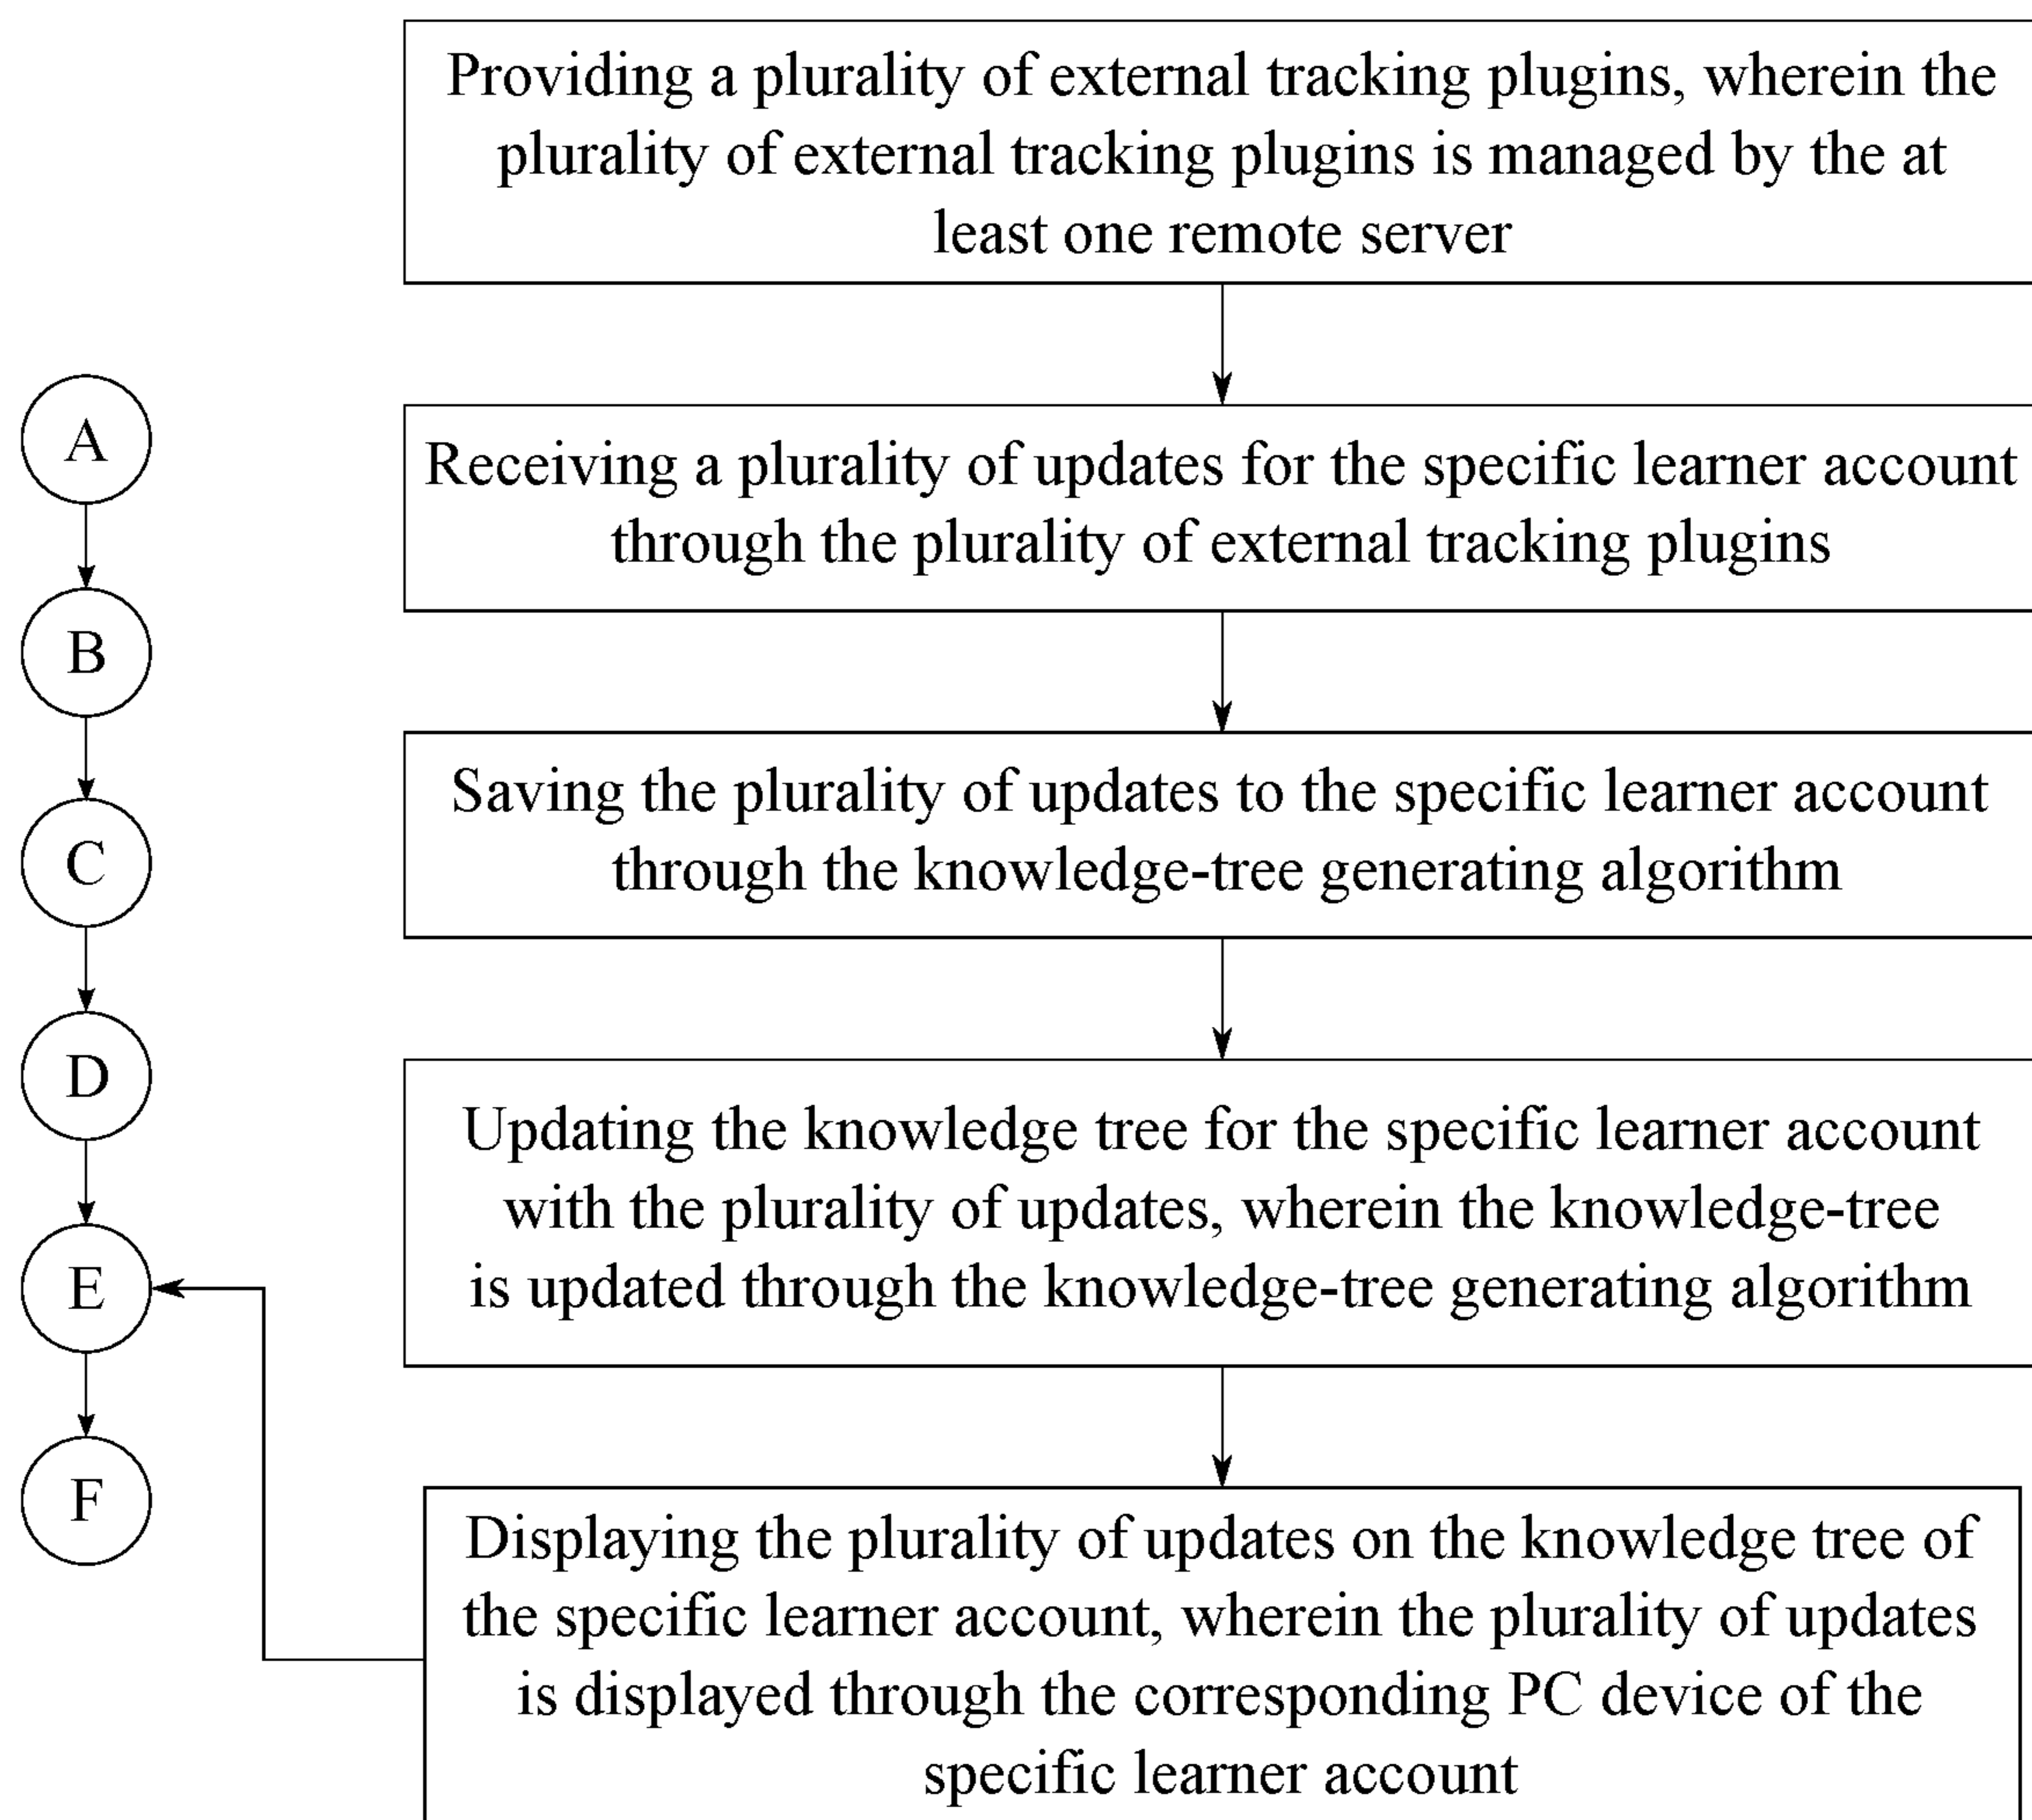 Providing a plurality of external tracking plugins, wherein the
plurality of external tracking plugins is managed by the at
least one remote server
A
Receiving a plurality of updates for the specific learner account
through the plurality of external tracking plugins
B
Saving the plurality of updates to the specific learner account
through the knowledge-tree generating algorithm
C
D
Updating the knowledge tree for the specific learner account
with the plurality of updates, wherein the knowledge-tree
is updated through the knowledge-tree generating algorithm
E
F
Displaying the plurality of updates on the knowledge tree of
the specific learner account, wherein the plurality of updates
is displayed through the corresponding PC device of the
specific learner account